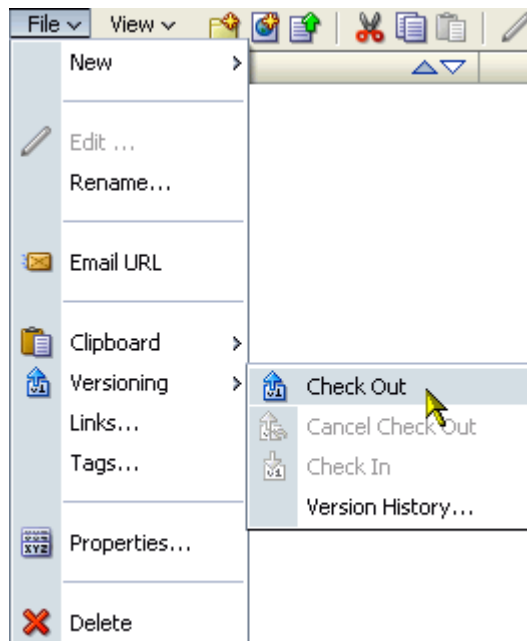 File View
New
Edit ...
Rename...
Email URL
Clipboard
Versioning
Check Out
Links...
Cancel Check Out
Tags...
Check In
Version History...
Properties...
Delete